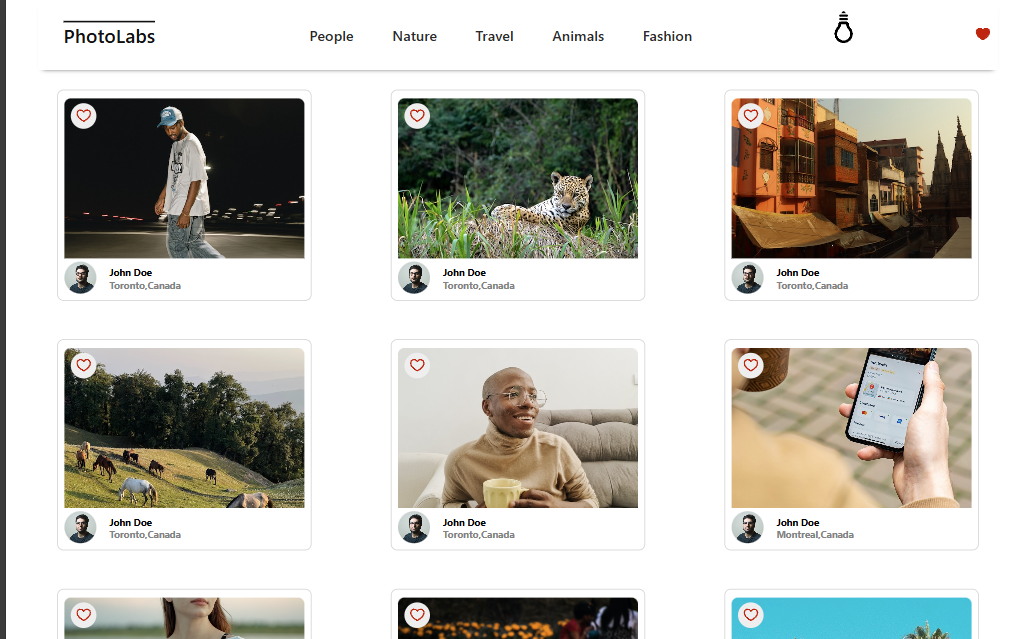 PhotoLabs
People Nature Travel Animals Fashion
John Doe
Toronto,Canada
John Doe
Toronto,Canada
John Doe
Toronto,Canada
John Doe
Toronto,Canada
John Doe
Toronto,Canada
John Doe
Montreal,Canada